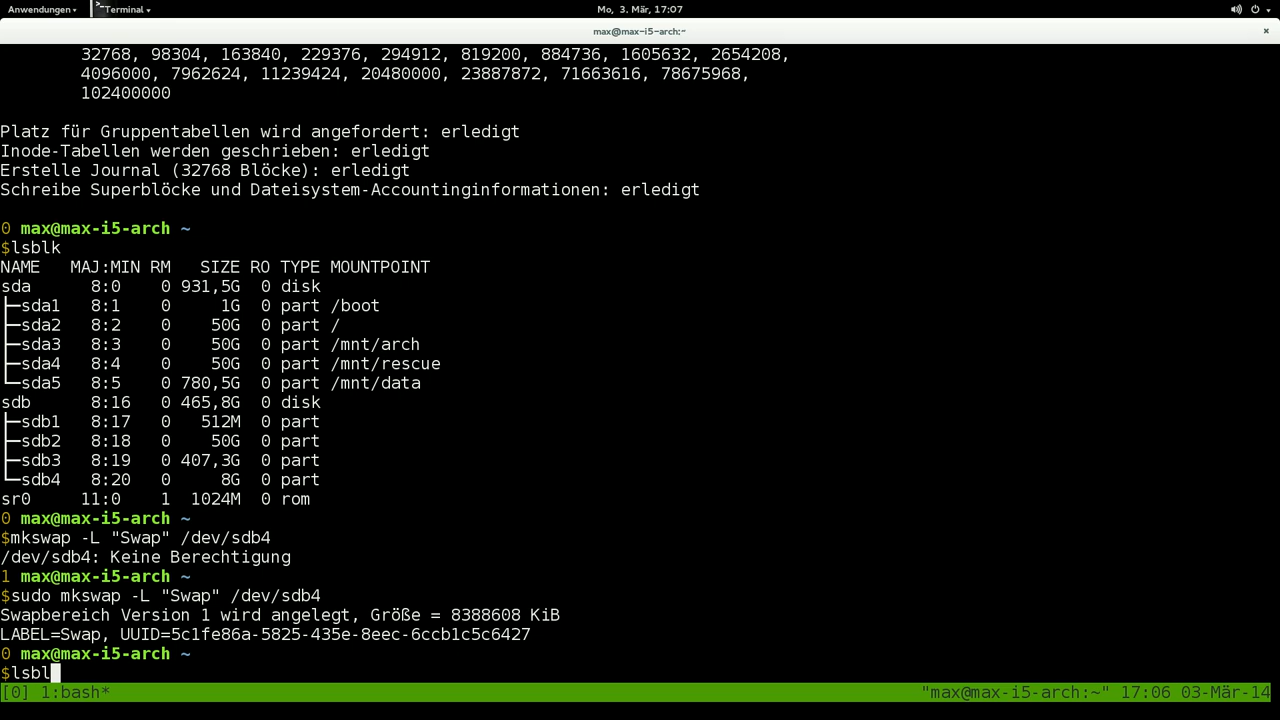 Anwendungen Terminal Mo, 3. Mär, 17:07
max@max-i5-arch:~
32768, 98304, 163840, 229376, 294912, 819200, 884736, 1605632, 2654208,
4096000, 7962624, 11239424, 20480000, 23887872, 71663616, 78675968,
102400000
Platz für Gruppentabellen wird angefordert: erledigt
Inode-Tabellen werden geschrieben: erledigt
Erstelle Journal (32768 Blöcke): erledigt
Schreibe Superblöcke und Dateisystem-Accountinginformationen: erledigt
0 max@max-i5-arch ~
$lsblk
NAME   MAJ:MIN RM   SIZE RO TYPE MOUNTPOINT
sda      8:0    0 931,5G  0 disk
├─sda1   8:1    0     1G  0 part /boot
├─sda2   8:2    0    50G  0 part /
├─sda3   8:3    0    50G  0 part /mnt/arch
├─sda4   8:4    0    50G  0 part /mnt/rescue
└─sda5   8:5    0 780,5G  0 part /mnt/data
sdb      8:16   0 465,8G  0 disk
├─sdb1   8:17   0   512M  0 part
├─sdb2   8:18   0    50G  0 part
├─sdb3   8:19   0 407,3G  0 part
└─sdb4   8:20   0     8G  0 part
sr0     11:0    1  1024M  0 rom
0 max@max-i5-arch ~
$mkswap -L "Swap" /dev/sdb4
/dev/sdb4: Keine Berechtigung
1 max@max-i5-arch ~
$sudo mkswap -L "Swap" /dev/sdb4
Swapbereich Version 1 wird angelegt, Größe = 8388608 KiB
LABEL=Swap, UUID=5c1fe86a-5825-435e-8eec-6ccb1c5c6427
0 max@max-i5-arch ~
$lsbl
[0] 1:bash* "max@max-i5-arch:~" 17:06 03-Mär-14